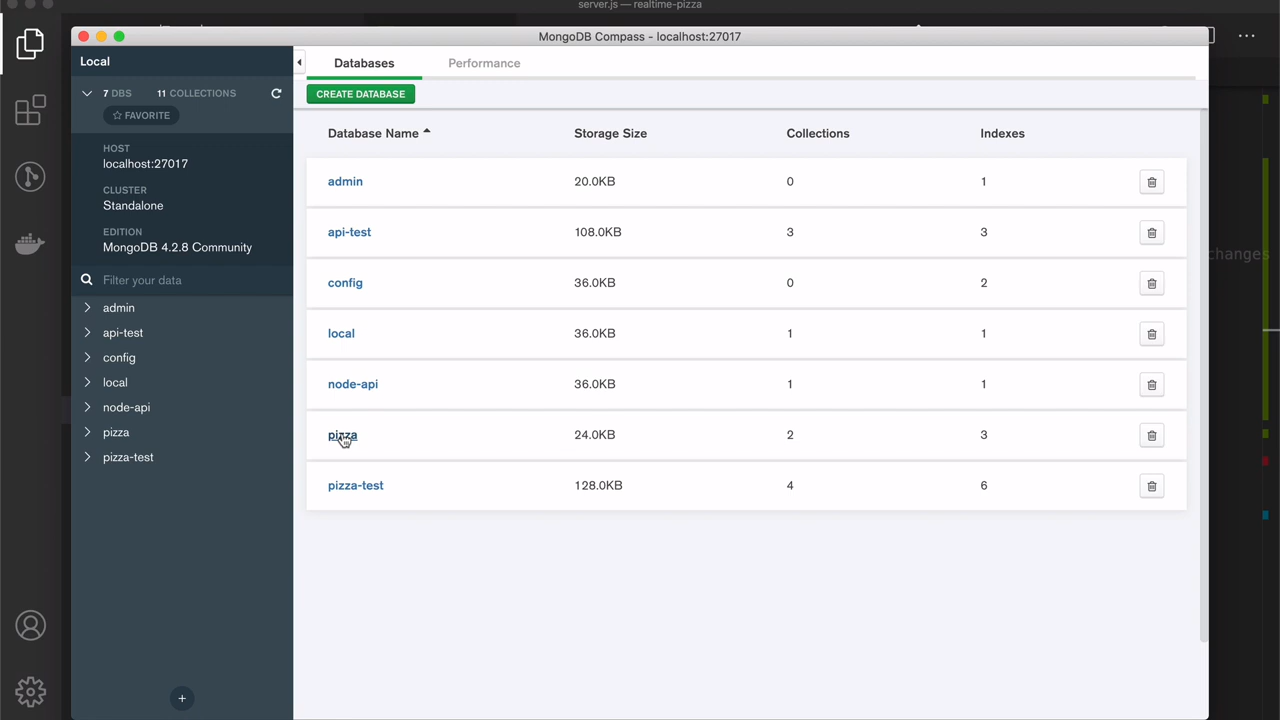 server.js — realtime-pizza
MongoDB Compass - localhost:27017
Local
Databases
Performance
7 DBS
11 COLLECTIONS
FAVORITE
CREATE DATABASE
HOST
localhost:27017
CLUSTER
Standalone
EDITION
MongoDB 4.2.8 Community
Filter your data
admin
api-test
config
local
node-api
pizza
pizza-test
Database Name Storage Size Collections Indexes
admin 20.0KB 0 1
api-test 108.0KB 3 3
config 36.0KB 0 2
local 36.0KB 1 1
node-api 36.0KB 1 1
pizza 24.0KB 2 3
pizza-test 128.0KB 4 6
changes